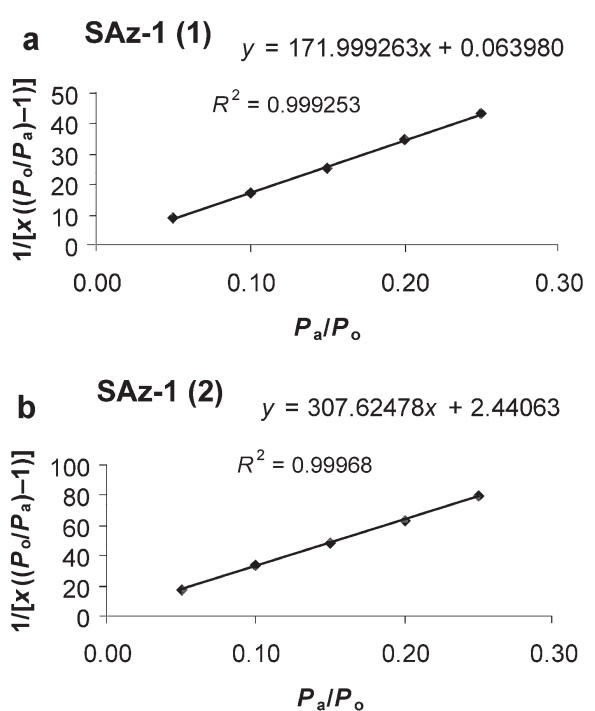 a SAz-1 (1)
y = 171.999263x + 0.063980
R² = 0.999253
1/[x((Po/Pa)–1)]
50
40
30
20
10
0
0.00 0.10 0.20 0.30
Pa/Po
b SAz-1 (2)
y = 307.62478x + 2.44063
R² = 0.99968
1/[x((Po/Pa)–1)]
100
80
60
40
20
0
0.00 0.10 0.20 0.30
Pa/Po